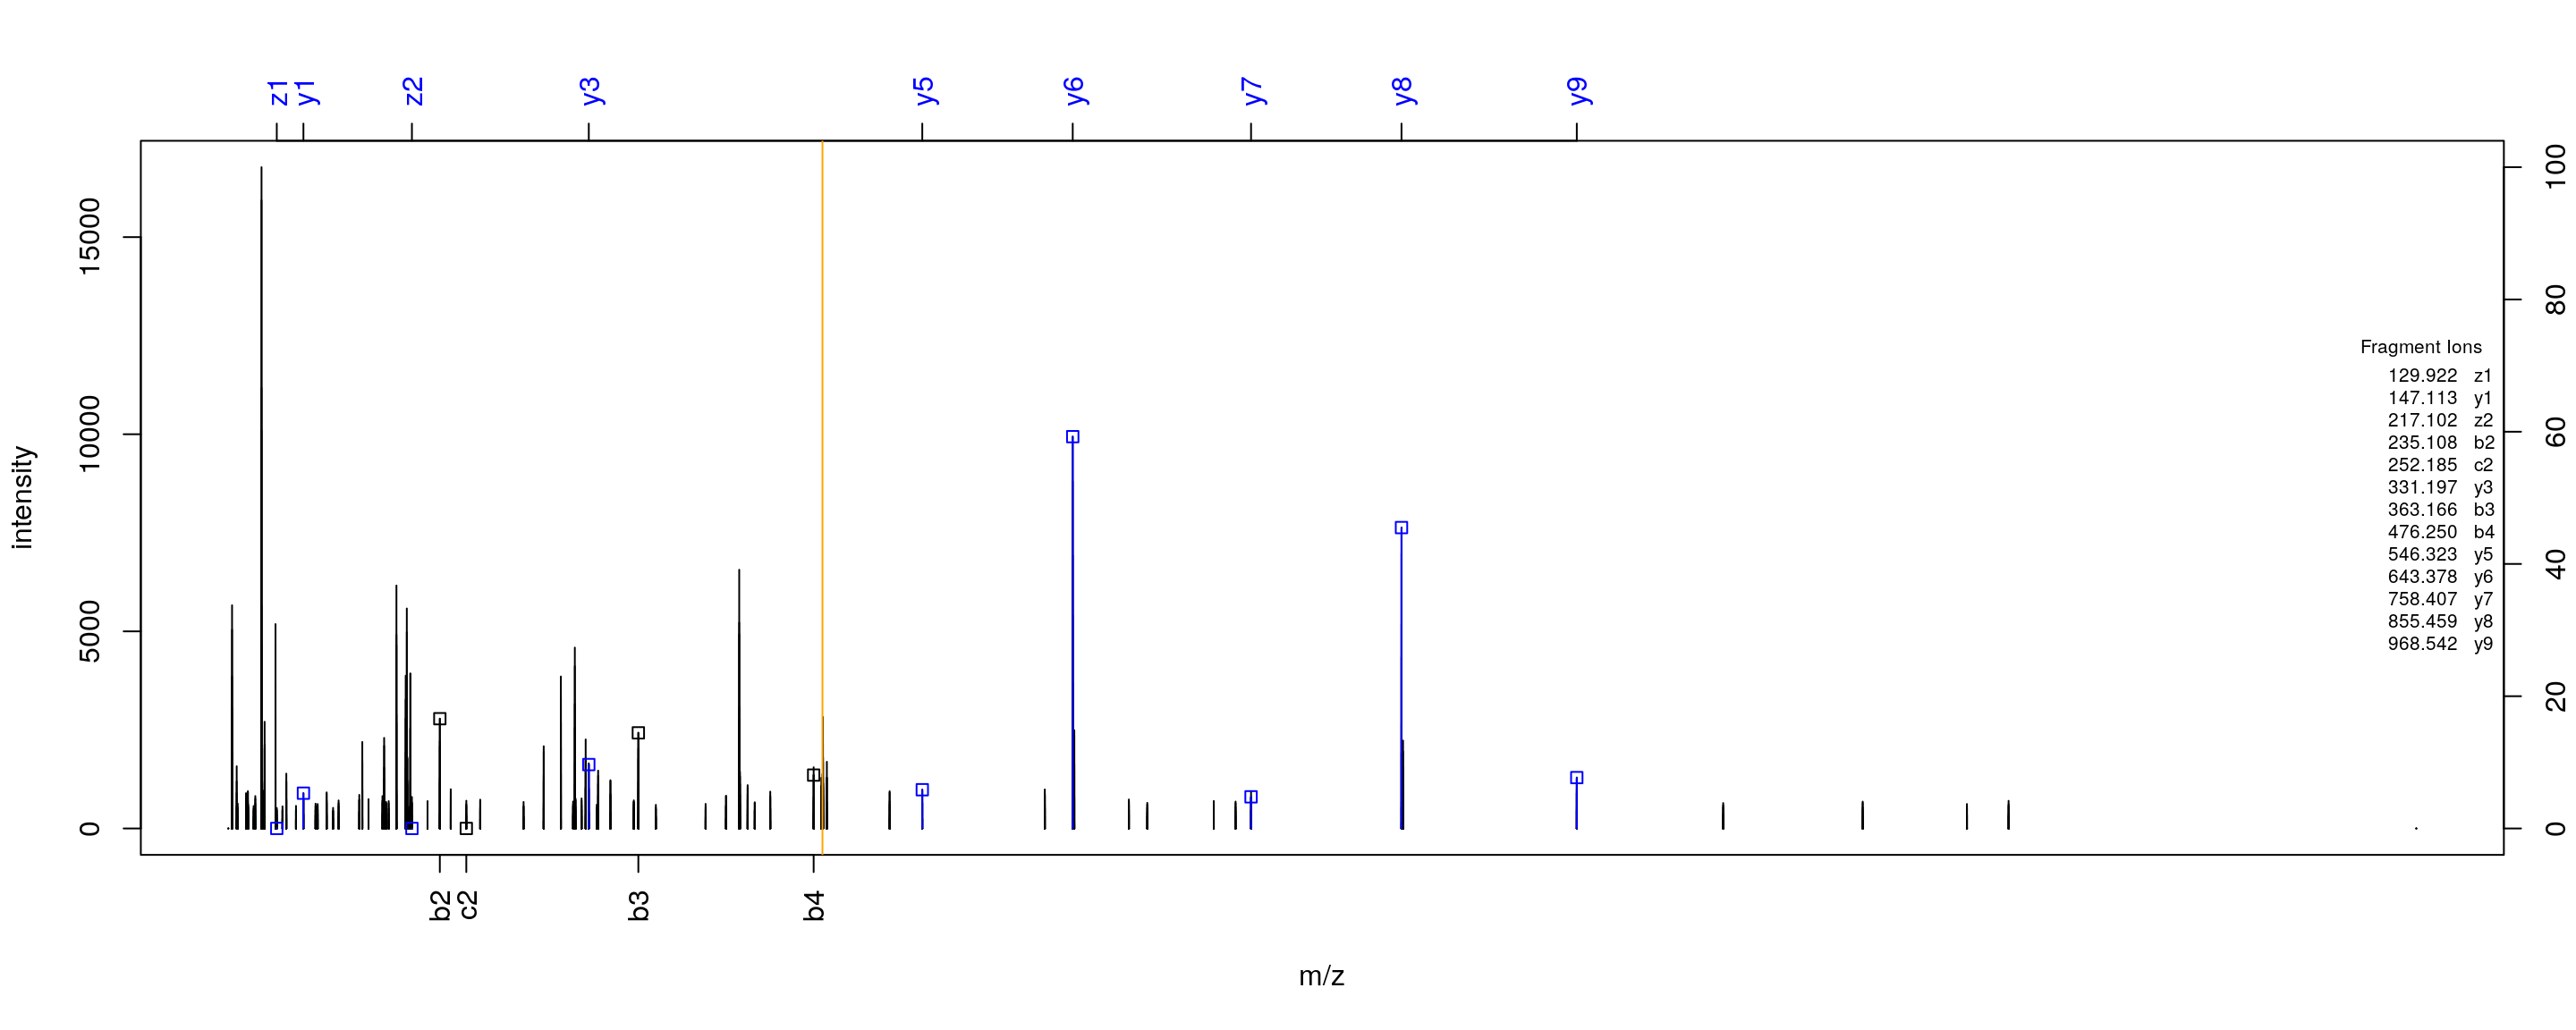 z1 y1 z2 y3 y5 y6 y7 y8 y9
15000
10000
5000
0
intensity
100
80
60
40
20
0
Fragment Ions
129.922 z1
147.113 y1
217.102 z2
235.108 b2
252.185 c2
331.197 y3
363.166 b3
476.250 b4
546.323 y5
643.378 y6
758.407 y7
855.459 y8
968.542 y9
b2 c2 b3 b4
m/z